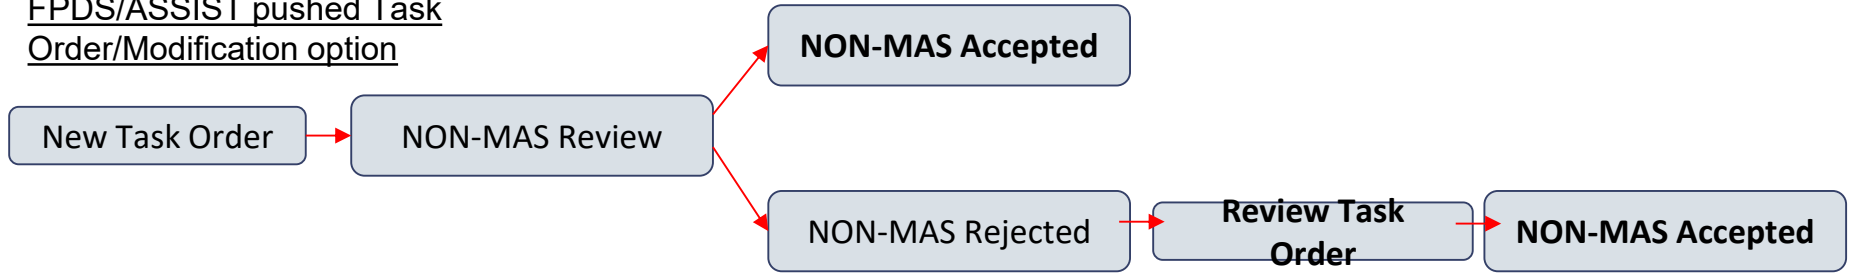 FPDS/ASSIST pushed Task
Order/Modification option
NON-MAS Accepted
New Task Order
NON-MAS Review
NON-MAS Rejected
Review Task
Order
NON-MAS Accepted